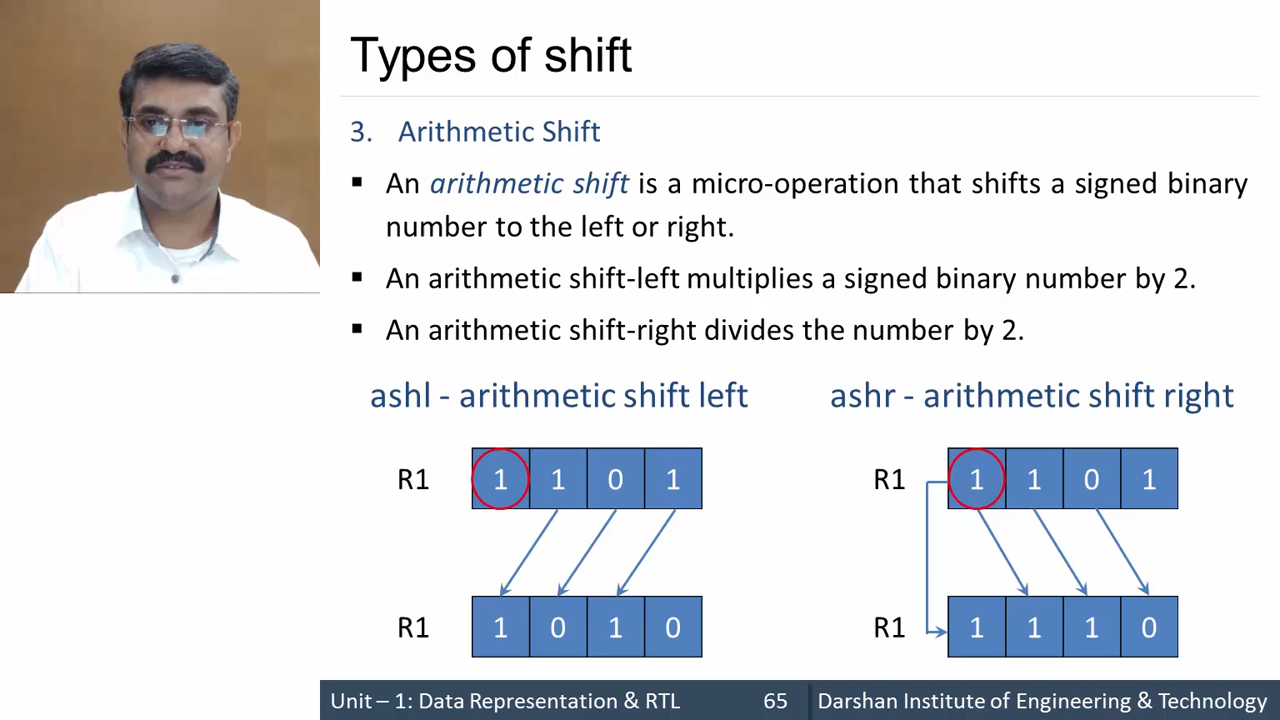 Types of shift
3. Arithmetic Shift
▪ An arithmetic shift is a micro-operation that shifts a signed binary
number to the left or right.
▪ An arithmetic shift-left multiplies a signed binary number by 2.
▪ An arithmetic shift-right divides the number by 2.
ashl - arithmetic shift left
R1 1 1 0 1
R1 1 0 1 0
ashr - arithmetic shift right
R1 1 1 0 1
R1 1 1 1 0
Unit – 1: Data Representation & RTL 65 Darshan Institute of Engineering & Technology